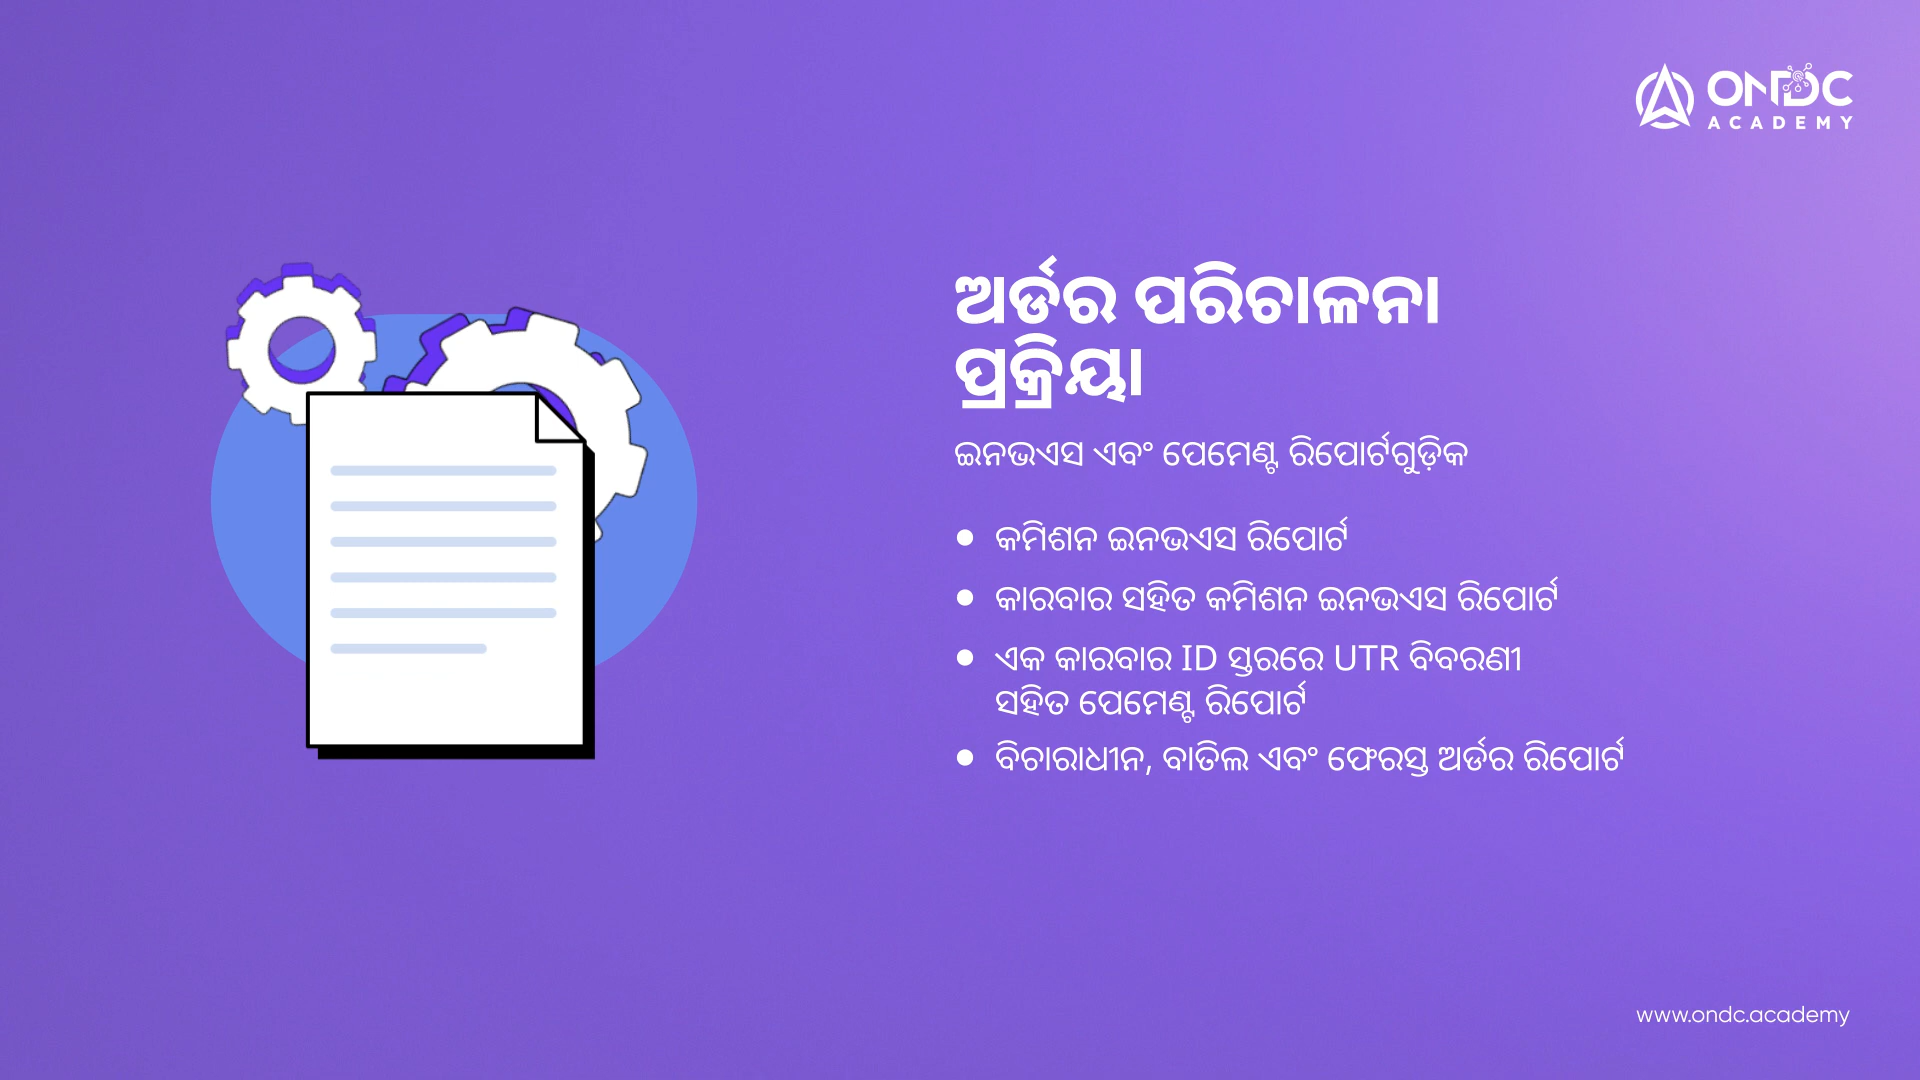 ONDC
ACADEMY
ଅର୍ଡର ପରିଚାଳନା
ପ୍ରକ୍ରିୟା
ଇନଭଏସ ଏବଂ ପେମେଣ୍ଟ ରିପୋର୍ଟଗୁଡ଼ିକ
● କମିଶନ ଇନଭଏସ ରିପୋର୍ଟ
● କାରବାର ସହିତ କମିଶନ ଇନଭଏସ ରିପୋର୍ଟ
● ଏକ କାରବାର ID ସ୍ତରରେ UTR ବିବରଣୀ
ସହିତ ପେମେଣ୍ଟ ରିପୋର୍ଟ
● ବିଚାରାଧୀନ, ବାତିଲ ଏବଂ ଫେରସ୍ତ ଅର୍ଡର ରିପୋର୍ଟ
www.ondc.academy